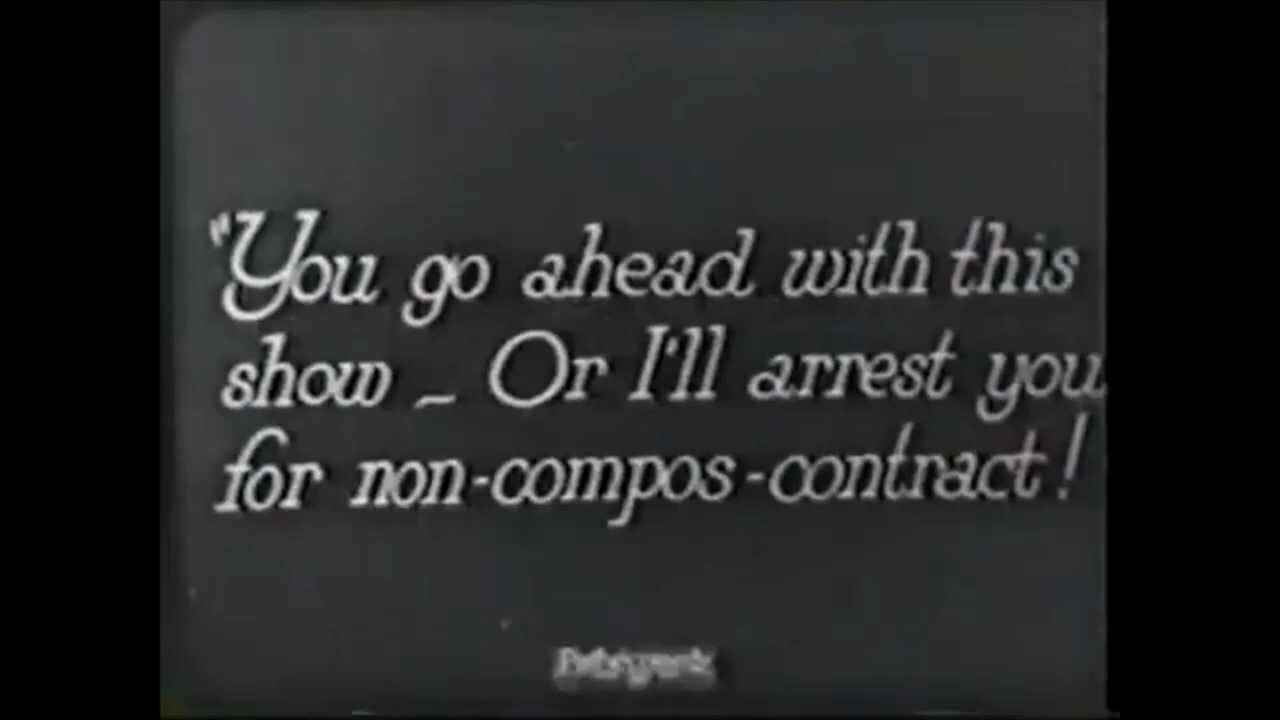 "You go ahead with this
show _ Or I'll arrest you
for non-compos-contract!